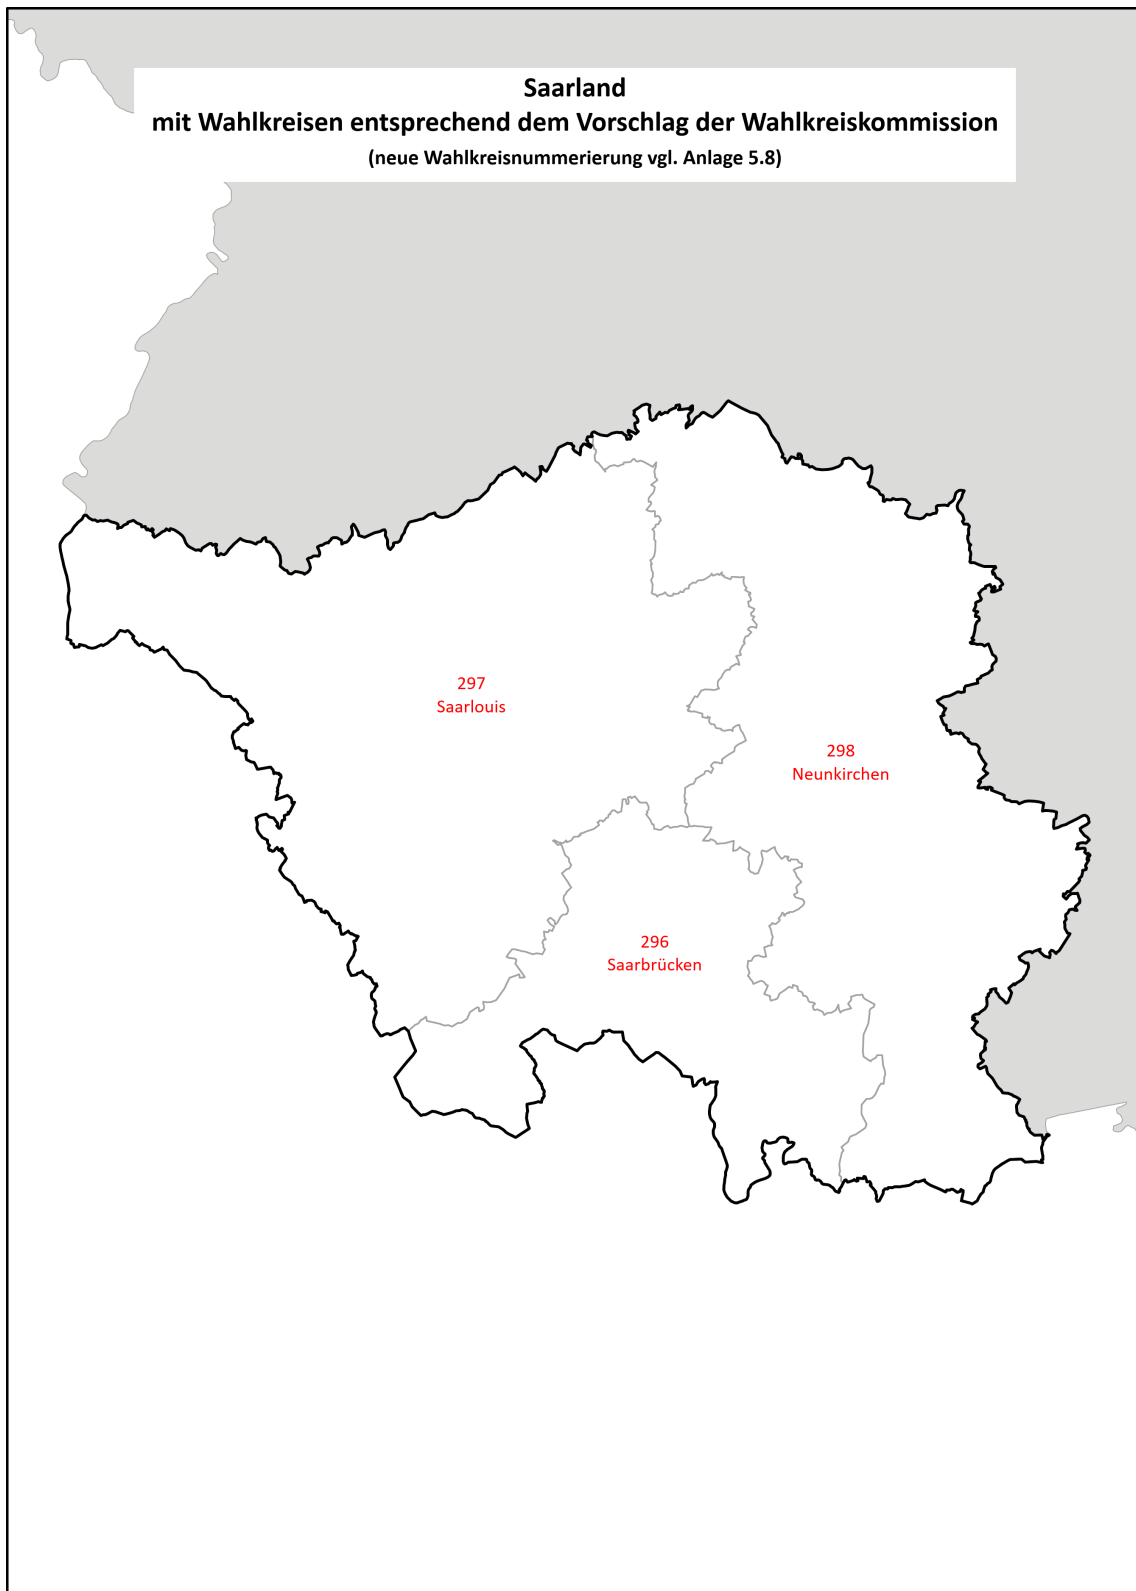 Saarland
mit Wahlkreisen entsprechend dem Vorschlag der Wahlkreiskommission
(neue Wahlkreisnummerierung vgl. Anlage 5.8)
297
Saarlouis
298
Neunkirchen
296
Saarbrücken